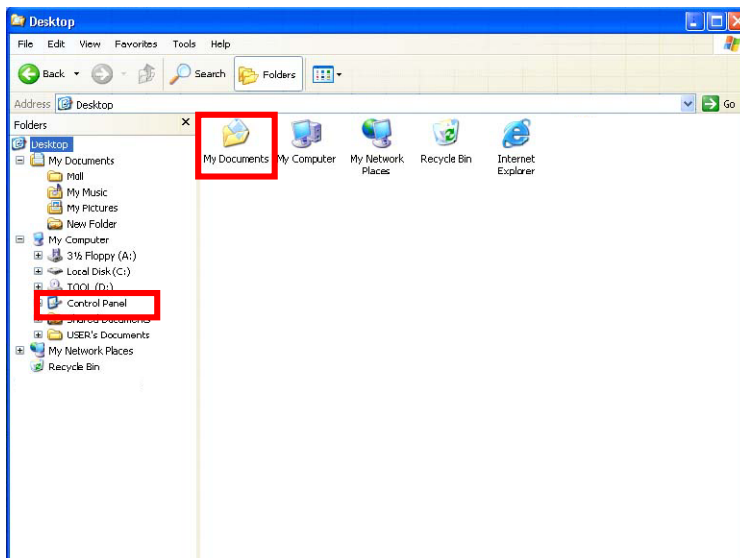 Desktop
File Edit View Favorites Tools Help
Back Search Folders
Address Desktop Go
Folders
Desktop
My Documents
Mall
My Music
My Pictures
New Folder
My Computer
3½ Floppy (A:)
Local Disk (C:)
TOOL (D:)
Control Panel
Shared Documents
USER's Documents
My Network Places
Recycle Bin
My Documents My Computer My Network Places Recycle Bin Internet Explorer